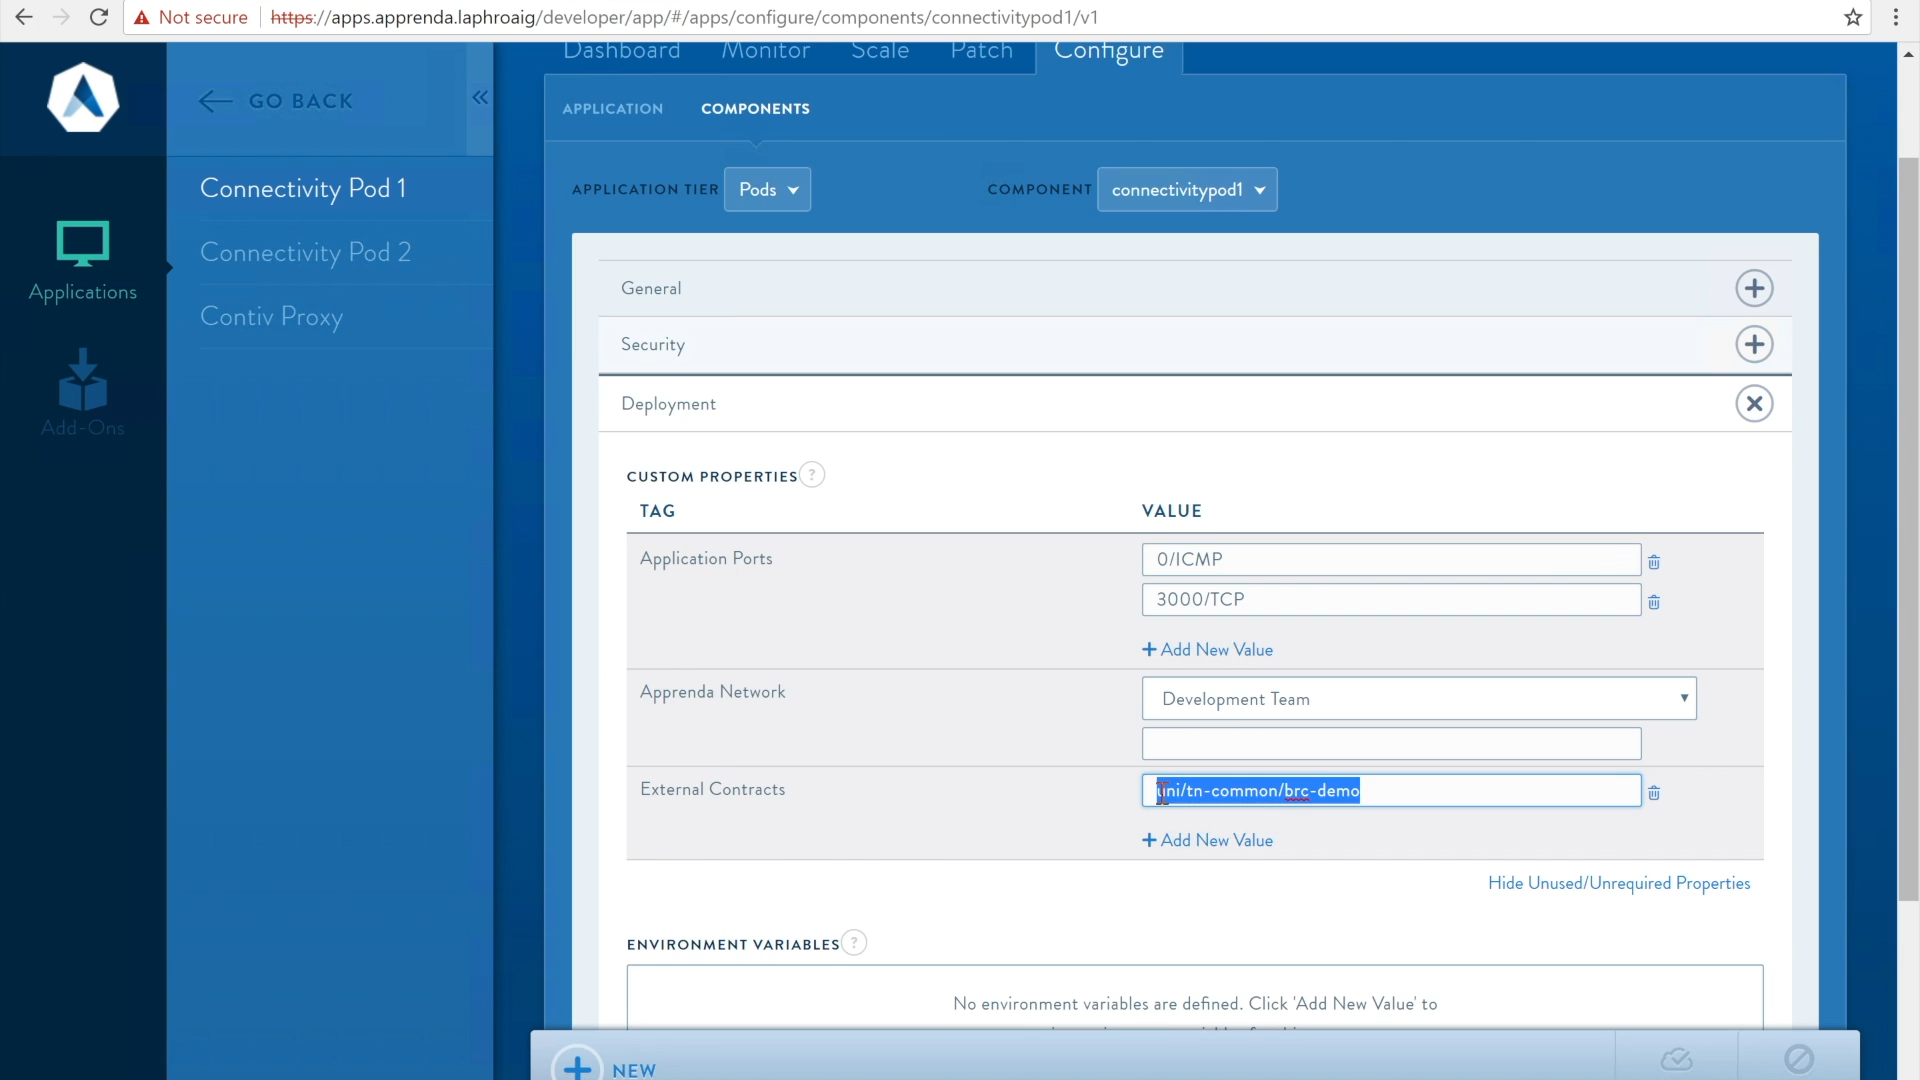 Not secure https://apps.apprenda.laphroaig/developer/app/#/apps/configure/components/connectivitypod1/v1
Dashboard Monitor Scale Patch Configure
GO BACK
APPLICATION COMPONENTS
Connectivity Pod 1
Connectivity Pod 2
Contiv Proxy
Applications
Add-Ons
APPLICATION TIER Pods COMPONENT connectivitypod1
General
Security
Deployment
CUSTOM PROPERTIES ?
TAG VALUE
Application Ports 0/ICMP
3000/TCP
+ Add New Value
Apprenda Network Development Team
External Contracts uni/tn-common/brc-demo
+ Add New Value
Hide Unused/Unrequired Properties
ENVIRONMENT VARIABLES ?
No environment variables are defined. Click 'Add New Value' to
NEW